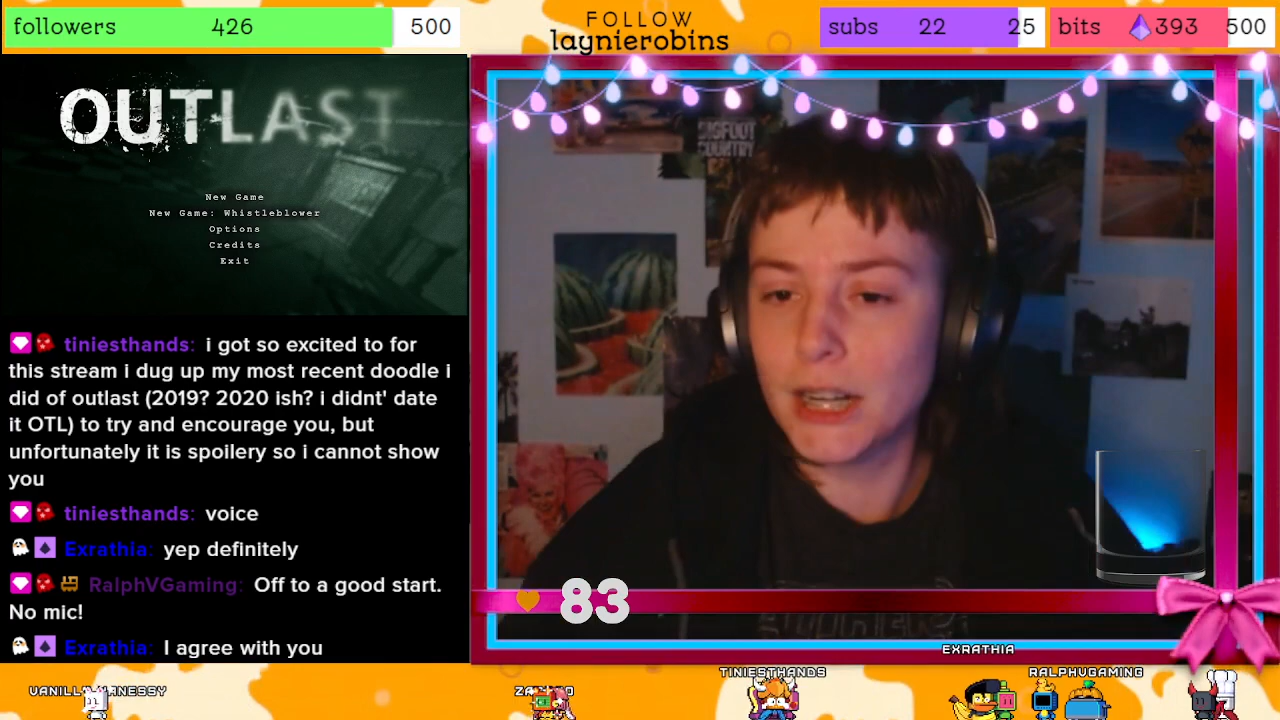 followers 426 500
FOLLOW
laynierobins
subs 22 25
bits 393 500
OUTLAST
New Game
New Game: Whistleblower
Options
Credits
Exit
BIGFOOT
COUNTRY
tiniesthands: i got so excited to for
this stream i dug up my most recent doodle i
did of outlast (2019? 2020 ish? i didnt' date
it OTL) to try and encourage you, but
unfortunately it is spoilery so i cannot show
you
tiniesthands: voice
Exrathia: yep definitely
RalphVGaming: Off to a good start.
No mic!
Exrathia: I agree with you
83
EXRATHIA
TINIESTHANDS
RALPHVGAMING